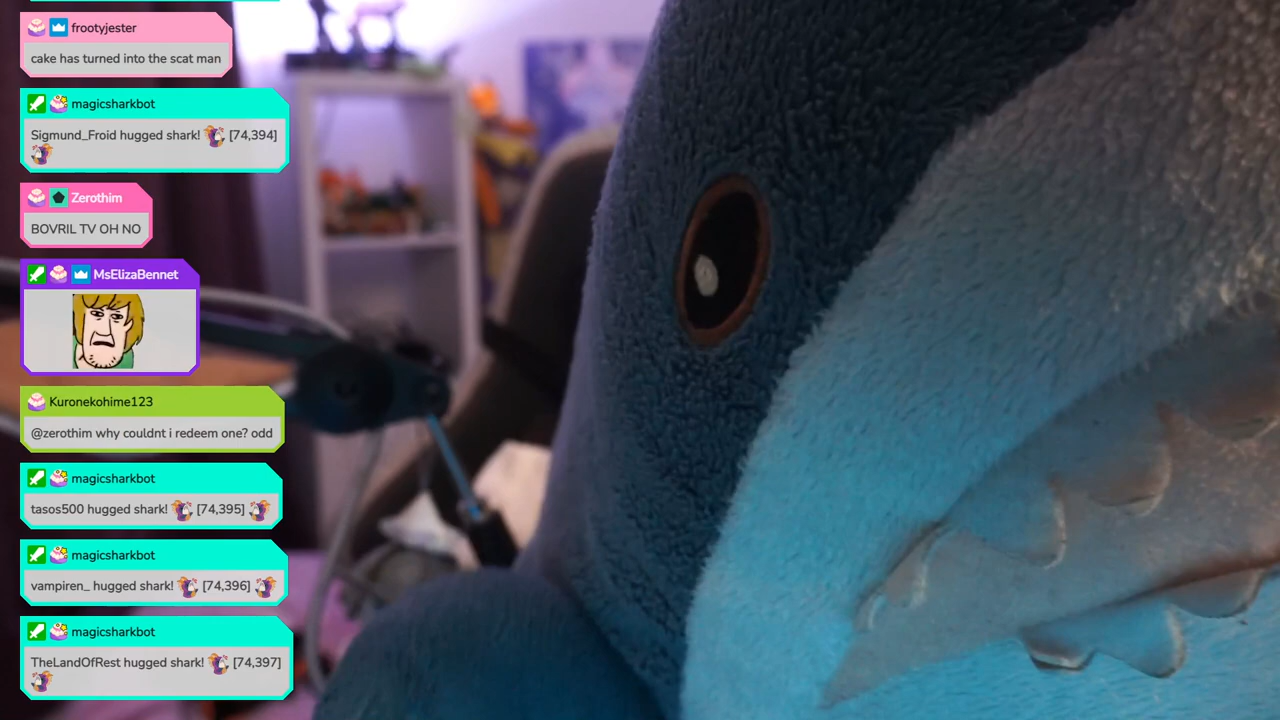 frootyjester
cake has turned into the scat man
magicsharkbot
Sigmund_Froid hugged shark! [74,394]
Zerothim
BOVRIL TV OH NO
MsElizaBennet
Kuronekohime123
@zerothim why couldnt i redeem one? odd
magicsharkbot
tasos500 hugged shark! [74,395]
magicsharkbot
vampiren_ hugged shark! [74,396]
magicsharkbot
TheLandOfRest hugged shark! [74,397]